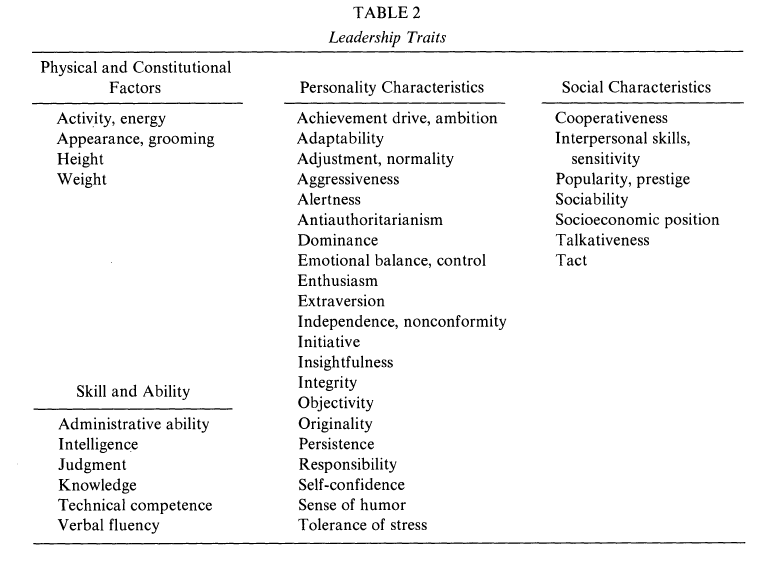 TABLE 2
Leadership Traits
Physical and Constitutional
Factors
Activity, energy
Appearance, grooming
Height
Weight
Skill and Ability
Administrative ability
Intelligence
Judgment
Knowledge
Technical competence
Verbal fluency
Personality Characteristics
Achievement drive, ambition
Adaptability
Adjustment, normality
Aggressiveness
Alertness
Antiauthoritarianism
Dominance
Emotional balance, control
Enthusiasm
Extraversion
Independence, nonconformity
Initiative
Insightfulness
Integrity
Objectivity
Originality
Persistence
Responsibility
Self-confidence
Sense of humor
Tolerance of stress
Social Characteristics
Cooperativeness
Interpersonal skills,
sensitivity
Popularity, prestige
Sociability
Socioeconomic position
Talkativeness
Tact